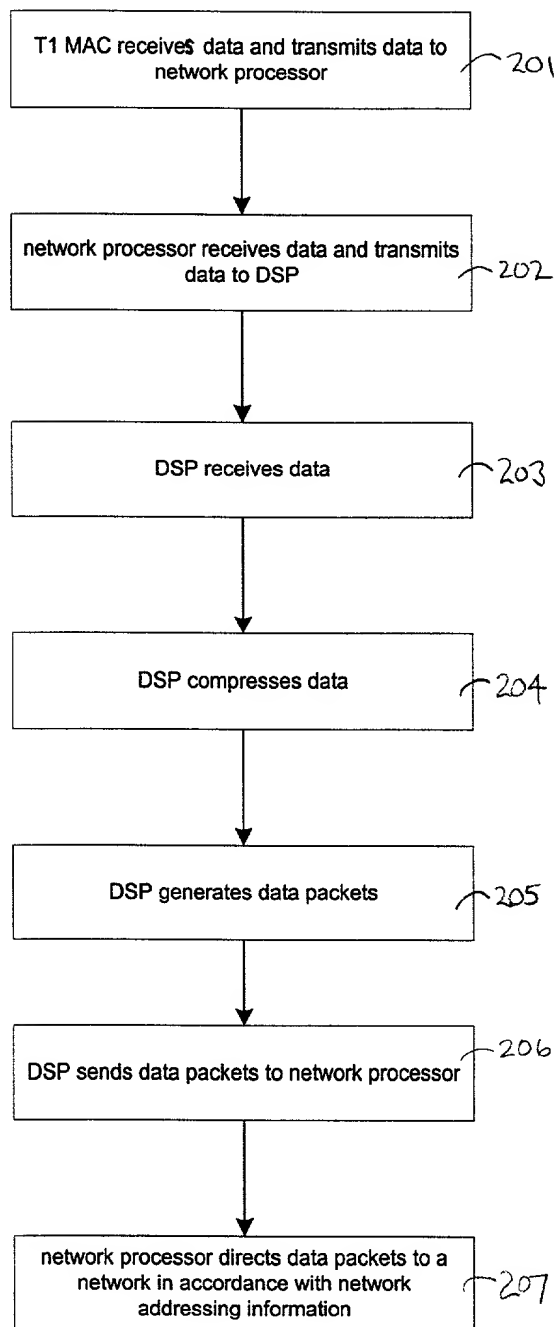 T1 MAC receives data and transmits data to
network processor
201
network processor receives data and transmits
data to DSP
202
DSP receives data
203
DSP compresses data
204
DSP generates data packets
205
DSP sends data packets to network processor
206
network processor directs data packets to a
network in accordance with network
addressing information
207